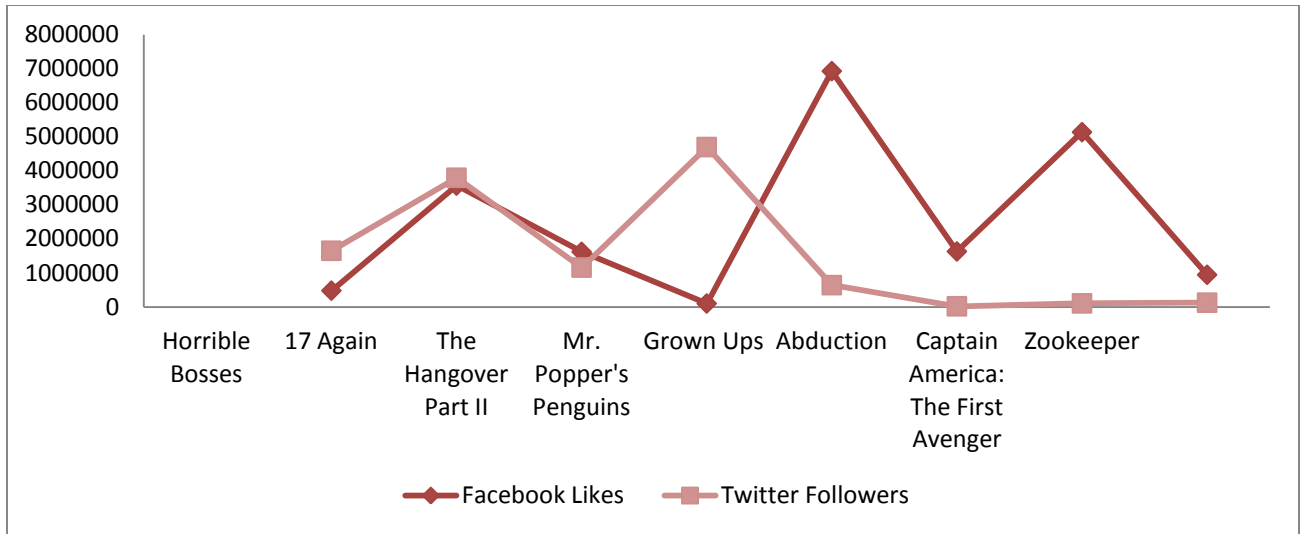 8000000
7000000
6000000
5000000
4000000
3000000
2000000
1000000
0
Horrible Bosses
17 Again
The Hangover Part II
Mr. Popper's Penguins
Grown Ups
Abduction
Captain America: The First Avenger
Zookeeper
Facebook Likes
Twitter Followers